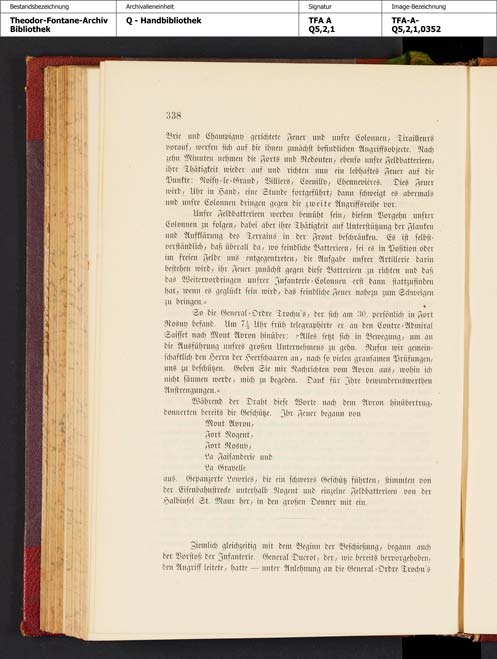 Bestandsbezeichnung
Archivalieneinheit
Signatur
Image-Bezeichnung
Theodor-Fontane-Archiv
Bibliothek
Q - Handbibliothek
TFA A
Q5,2,1
TFA-A-
Q5,2,1,0352
338
Brie und Champigny gerichtete Feuer und unsre Colonnen, Tirailleurs
vorauf, werfen sich auf die ihnen zunächst befindlichen Angriffsobjecte. Nach
zehn Minuten nehmen die Forts und Redouten, ebenso unsre Feldbatterieen,
ihre Thätigkeit wieder auf und richten nun ein lebhaftes Feuer auf die
Punkte: Noisy-le-Grand, Villiers, Coeuilly, Chennevières. Dies Feuer
wird, Uhr in Hand, eine Stunde fortgeführt; dann schweigt es abermals
und unsre Colonnen dringen gegen die zweite Angriffsreihe vor.
Unsre Feldbatterieen werden bemüht sein, diesem Vorgehn unsrer
Colonnen zu folgen, dabei aber ihre Thätigkeit auf Unterstützung der Flanken
und Aufklärung des Terrains in der Front beschränken. Es ist selbst-
verständlich, daß überall da, wo feindliche Batterieen, sei es in Position oder
im freien Felde uns entgegentreten, die Aufgabe unsrer Artillerie darin
bestehen wird, ihr Feuer zunächst gegen diese Batterieen zu richten und daß
das Weitervordringen unsrer Infanterie-Colonnen erst dann stattzufinden
hat, wenn es geglückt sein wird, das feindliche Feuer nahezu zum Schweigen
zu bringen.«
So die General-Ordre Trochu's, der sich am 30. persönlich in Fort
Rosny befand. Um 7½ Uhr früh telegraphirte er an den Contre-Admiral
Saisset nach Mont Avron hinüber: »Alles setzt sich in Bewegung, um an
die Ausführung unsres großen Unternehmens zu gehn. Rufen wir gemein-
schaftlich den Herrn der Heerschaaren an, nach so vielen grausamen Prüfungen,
uns zu beschützen. Geben Sie mir Nachrichten vom Avron aus, wohin ich
nicht säumen werde, mich zu begeben. Dank für Ihre bewundernswerthen
Anstrengungen.«
Während der Draht diese Worte nach dem Avron hinübertrug,
donnerten bereits die Geschütze. Ihr Feuer begann von
Mont Avron,
Fort Nogent,
Fort Rosny,
La Faisanderie und
La Gravelle
aus. Gepanzerte Lowries, die ein schweres Geschütz führten, stimmten von
der Eisenbahnstrecke unterhalb Nogent und einzelne Feldbatterieen von der
Halbinsel St. Maur her, in den großen Donner mit ein.
Ziemlich gleichzeitig mit dem Beginn der Beschießung, begann auch
der Vorstoß der Infanterie. General Ducrot, der, wie bereits hervorgehoben,
den Angriff leitete, hatte — unter Anlehnung an die General-Ordre Trochu's